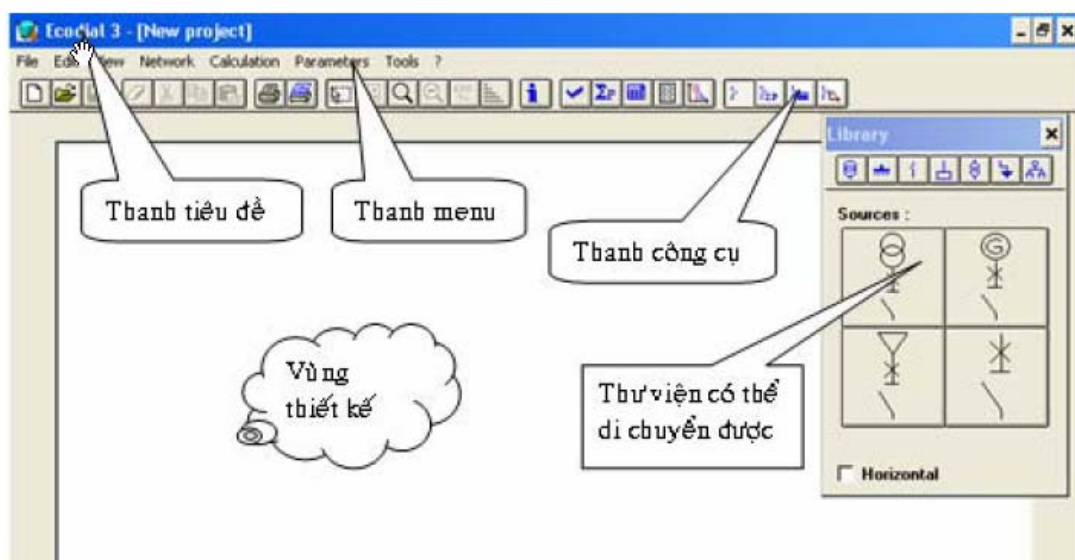 Ecodial 3 - [New project]
File Edit View Network Calculation Parameters Tools ?
Library
Thanh tiêu đề
Thanh menu
Sources :
Thanh công cụ
G
Vùng
thiết kế
Thư viện có thể
di chuyển được
Horizontal